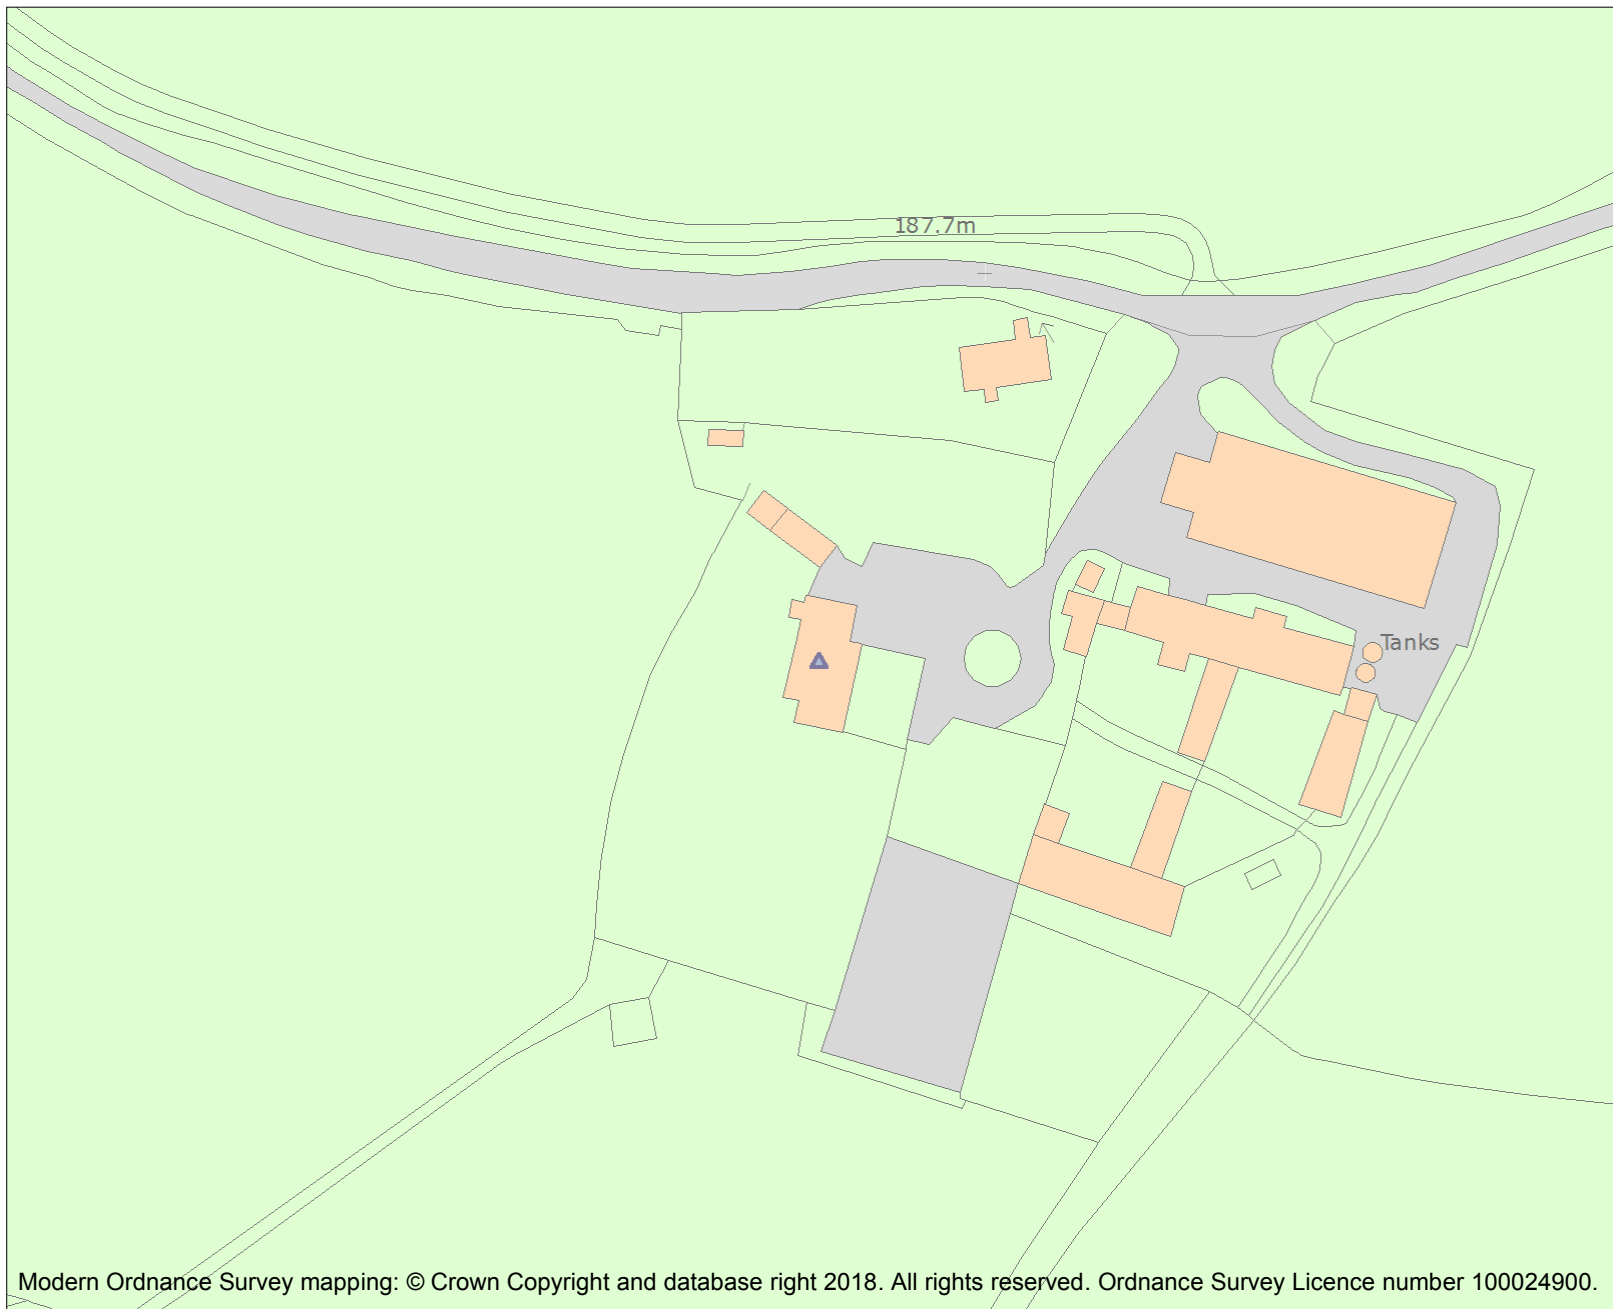 187.7m
Tanks
Modern Ordnance Survey mapping: © Crown Copyright and database right 2018. All rights reserved. Ordnance Survey Licence number 100024900.